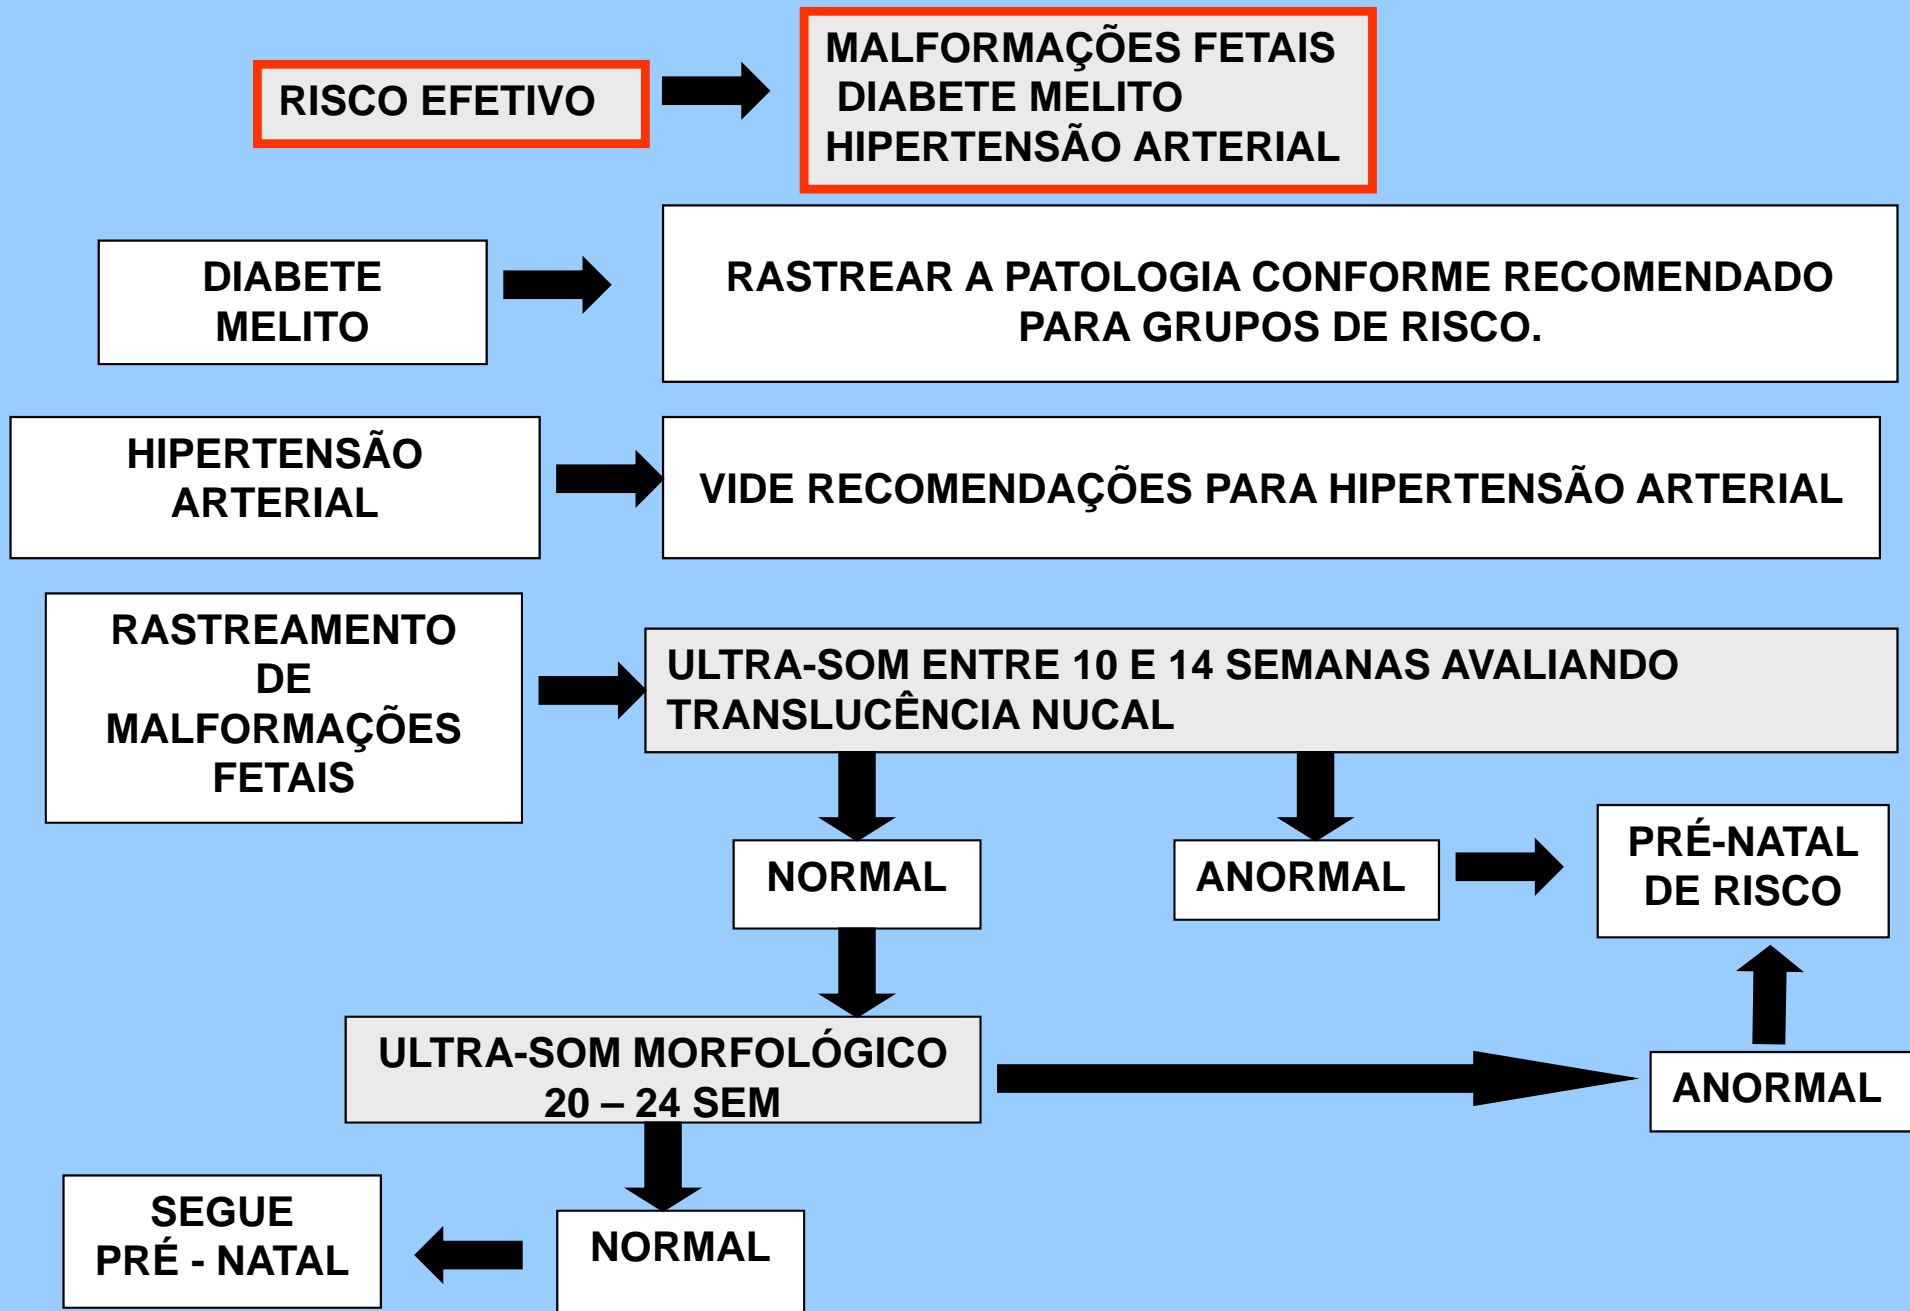 RISCO EFETIVO
MALFORMAÇÕES FETAIS
DIABETE MELITO
HIPERTENSÃO ARTERIAL
DIABETE
MELITO
RASTREAR A PATOLOGIA CONFORME RECOMENDADO
PARA GRUPOS DE RISCO.
HIPERTENSÃO
ARTERIAL
VIDE RECOMENDAÇÕES PARA HIPERTENSÃO ARTERIAL
RASTREAMENTO
DE
MALFORMAÇÕES
FETAIS
ULTRA-SOM ENTRE 10 E 14 SEMANAS AVALIANDO
TRANSLUCÊNCIA NUCAL
NORMAL
ANORMAL
PRÉ-NATAL
DE RISCO
ULTRA-SOM MORFOLÓGICO
20 – 24 SEM
ANORMAL
NORMAL
SEGUE
PRÉ - NATAL